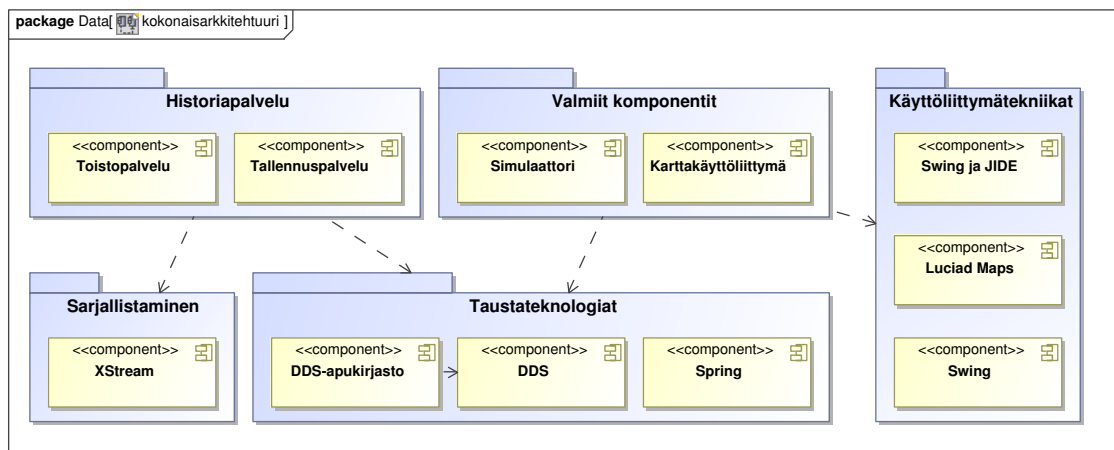 package Data[ kokonaisarkkitehtuuri ]
Historiapalvelu
<<component>>
Toistopalvelu
<<component>>
Tallennuspalvelu
Valmiit komponentit
<<component>>
Simulaattori
<<component>>
Karttakäyttöliittymä
Käyttöliittymätekniikat
<<component>>
Swing ja JIDE
<<component>>
Luciad Maps
<<component>>
Swing
Sarjallistaminen
<<component>>
XStream
Taustateknologiat
<<component>>
DDS-apukirjasto
<<component>>
DDS
<<component>>
Spring